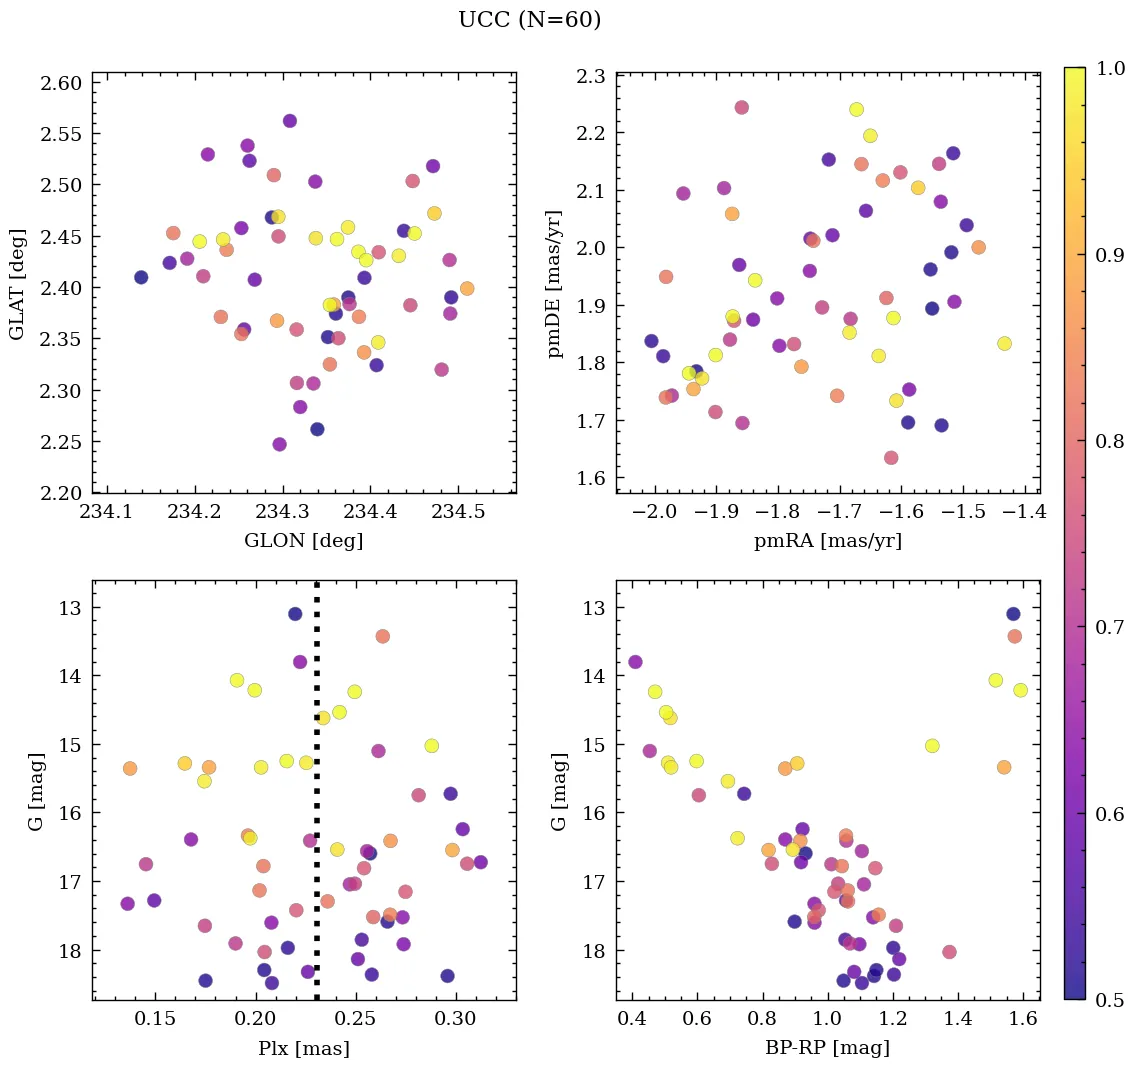 UCC (N=60)
2.60
2.55
2.50
2.45
2.40
2.35
2.30
2.25
2.20
GLAT [deg]
234.1 234.2 234.3 234.4 234.5
GLON [deg]
2.3
2.2
2.1
2.0
1.9
1.8
1.7
1.6
pmDE [mas/yr]
−2.0 −1.9 −1.8 −1.7 −1.6 −1.5 −1.4
pmRA [mas/yr]
13
14
15
16
17
18
G [mag]
0.15 0.20 0.25 0.30
Plx [mas]
13
14
15
16
17
18
G [mag]
0.4 0.6 0.8 1.0 1.2 1.4 1.6
BP-RP [mag]
1.0
0.9
0.8
0.7
0.6
0.5